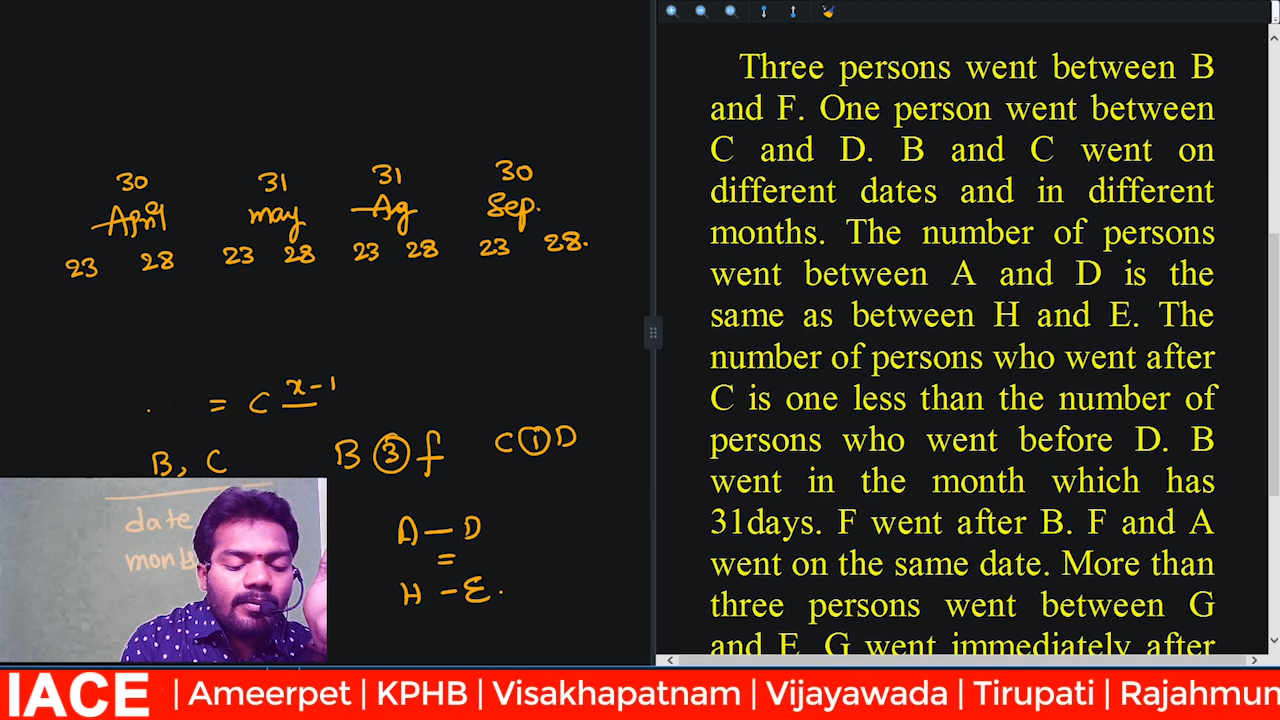 30 31 31 30
April may Ag Sep.
23 28 23 28 23 28 23 28.
= C x-1
B, C B 3 f C 1 D
date
A - D
=
H - E.
Three persons went between B
and F. One person went between
C and D. B and C went on
different dates and in different
months. The number of persons
went between A and D is the
same as between H and E. The
number of persons who went after
C is one less than the number of
persons who went before D. B
went in the month which has
31days. F went after B. F and A
went on the same date. More than
three persons went between G
and E. G went immediately after
IACE | Ameerpet | KPHB | Visakhapatnam | Vijayawada | Tirupati | Rajahmun